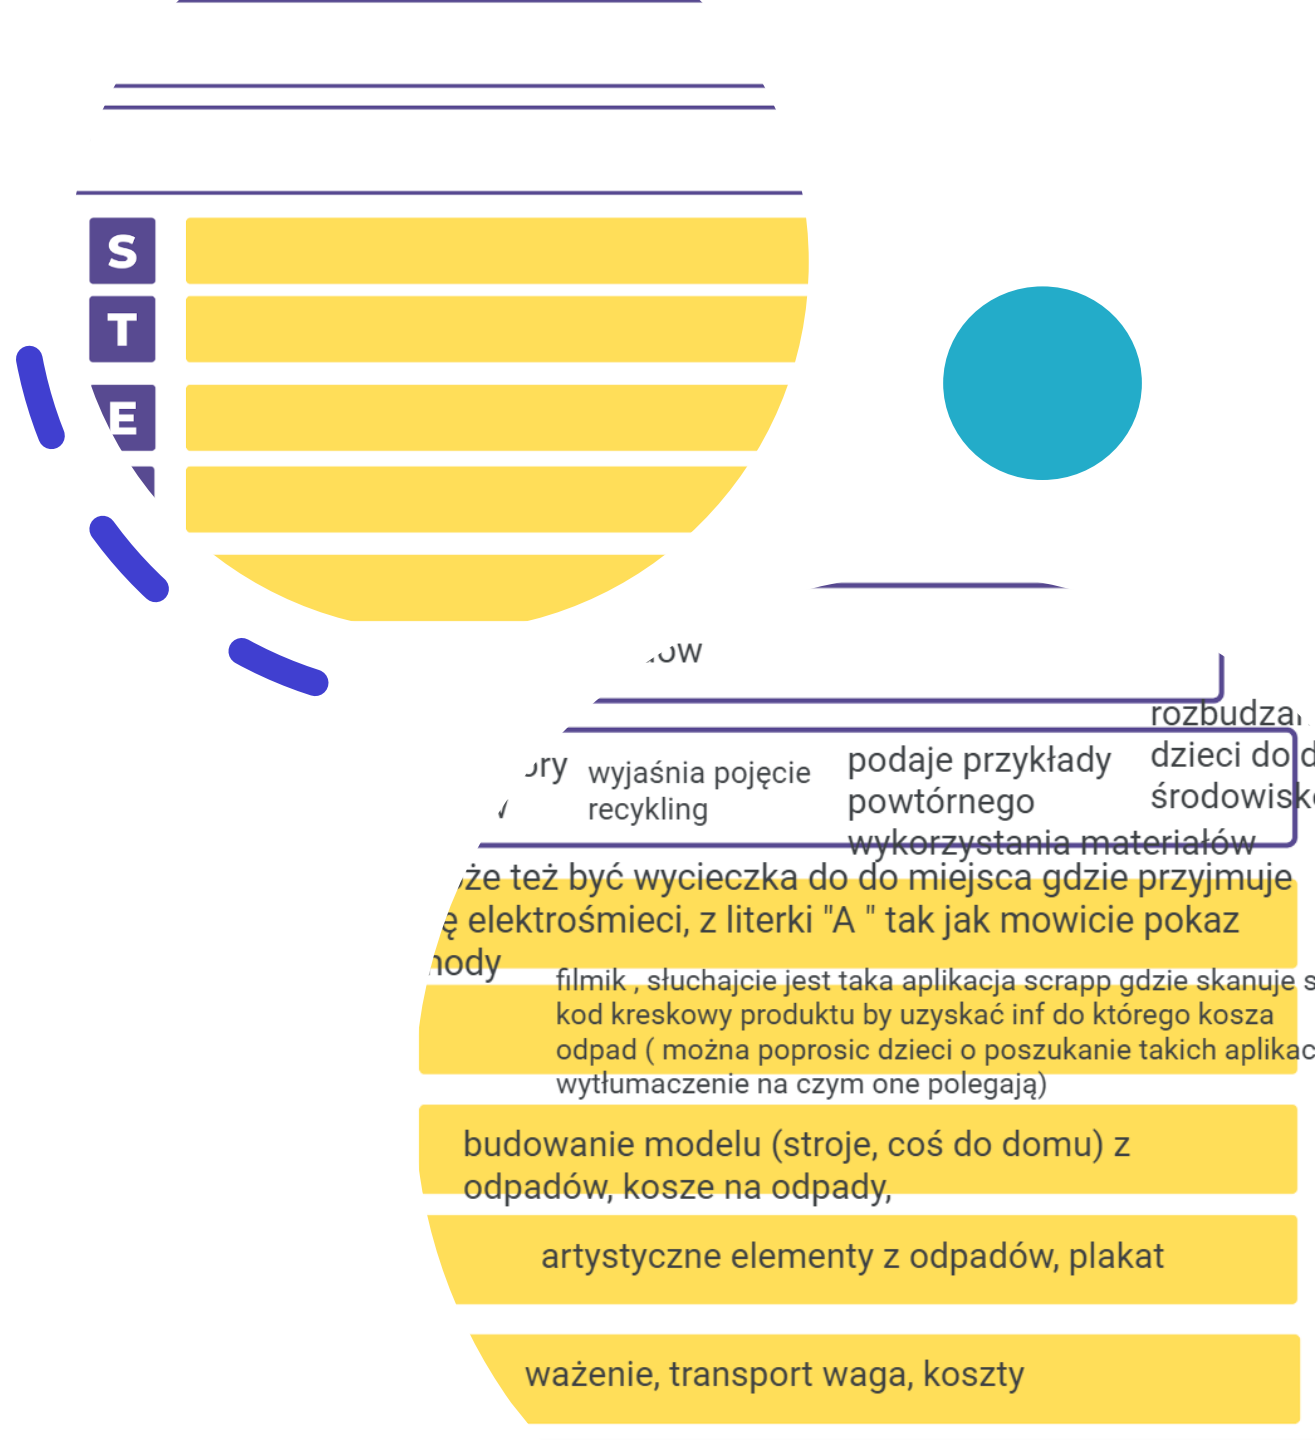 S
T
E
rozbudza
dzieci do d
środowisk
podaje przykłady
powtórnego
wykorzystania materiałów
wyjaśnia pojęcie
recykling
też być wycieczka do do miejsca gdzie przyjmuje
elektrośmieci, z literki "A " tak jak mowicie pokaz
filmik , słuchajcie jest taka aplikacja scrapp gdzie skanuje s
kod kreskowy produktu by uzyskać inf do którego kosza
odpad ( można poprosic dzieci o poszukanie takich aplikac
wytłumaczenie na czym one polegają)
budowanie modelu (stroje, coś do domu) z
odpadów, kosze na odpady,
artystyczne elementy z odpadów, plakat
ważenie, transport waga, koszty